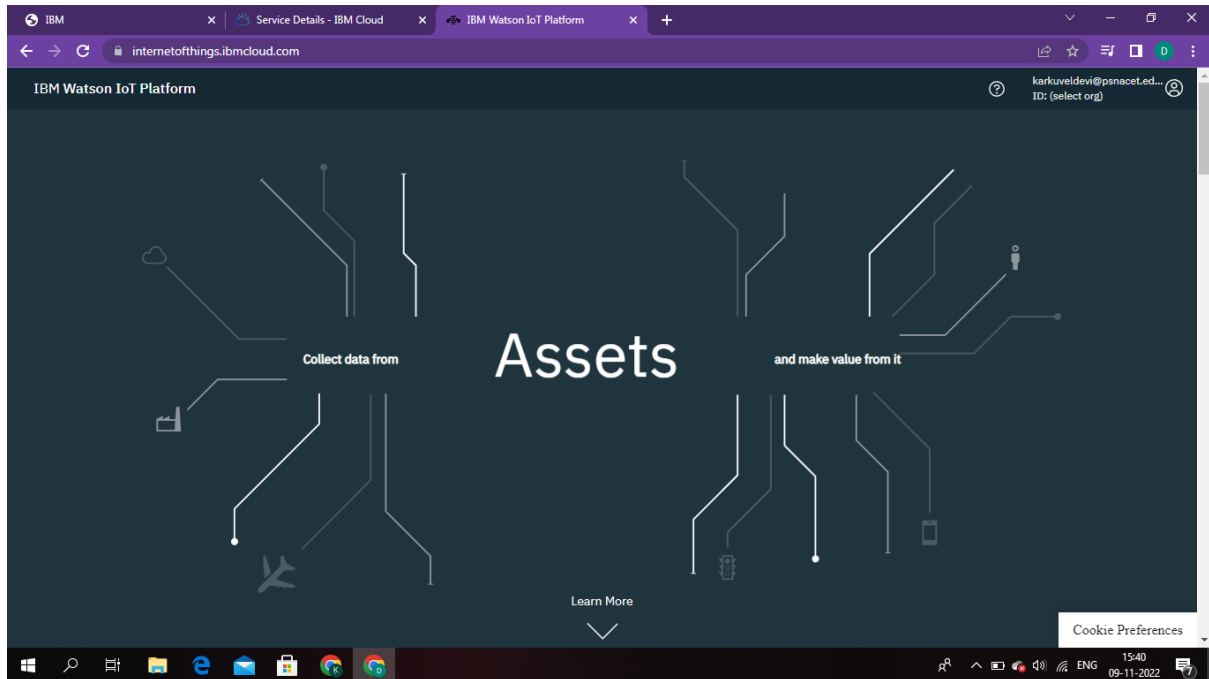 IBM
Service Details - IBM Cloud
IBM Watson IoT Platform
internetofthings.ibmcloud.com
D
IBM Watson IoT Platform
karkuveldevi@psnacet.ed...
ID: (select org)
Collect data from
Assets
and make value from it
Learn More
Cookie Preferences
K
D
ENG
15:40
09-11-2022
7